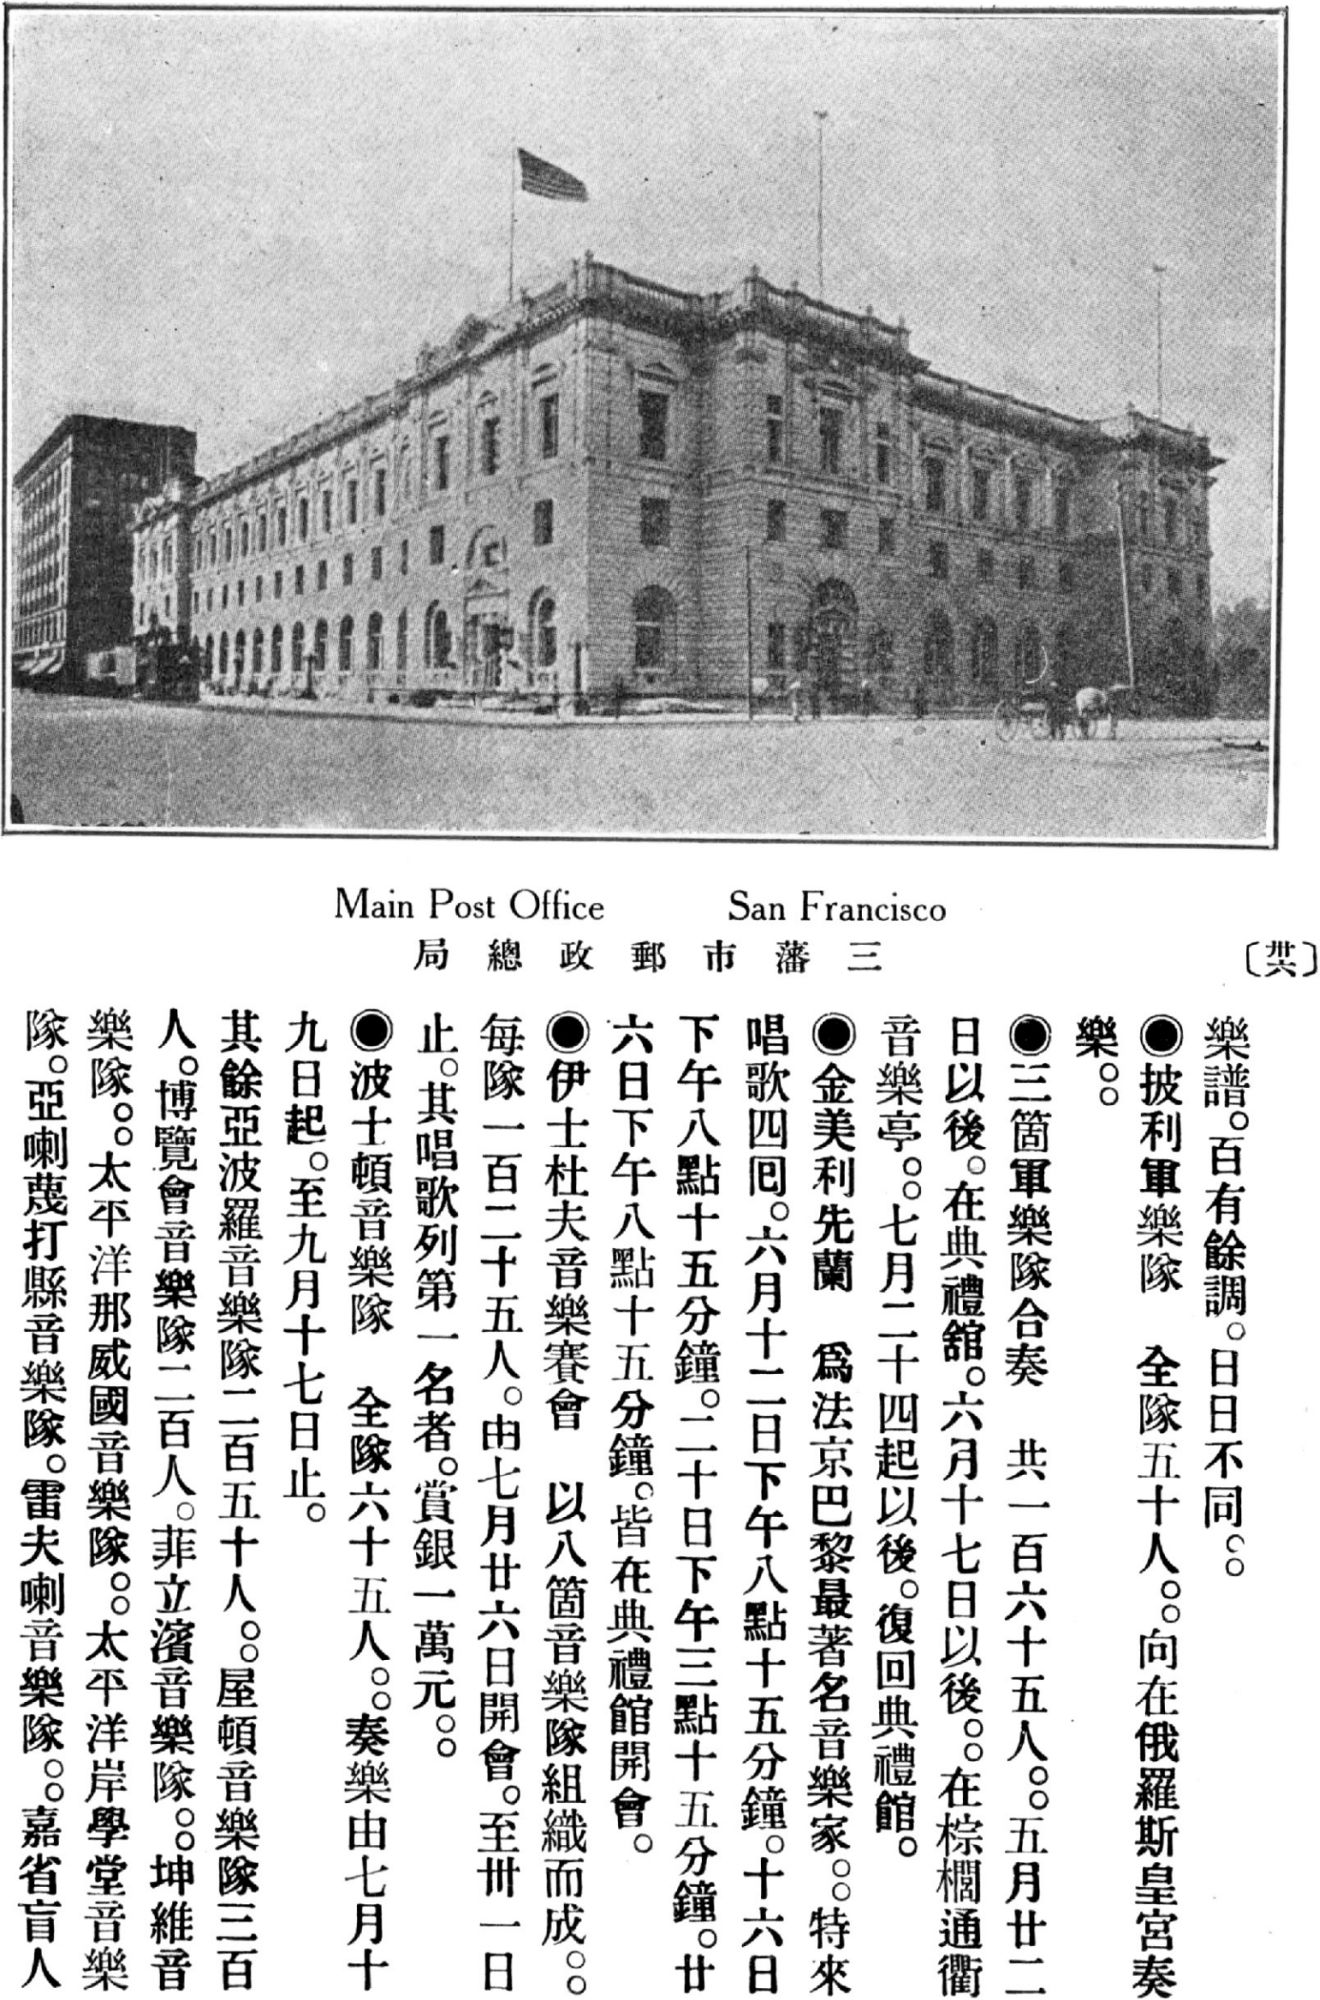 Main Post Office San Francisco
三藩市郵政總局
〔卅六〕
樂譜。百有餘調。日日不同。。
◉披利軍樂隊 全隊五十人。。向在俄羅斯皇宮奏
樂。。
◉三箇軍樂隊合奏 共一百六十五人。。五月廿二
日以後。在典禮舘。六月十七日以後。。在棕櫚通衢
音樂亭。。七月二十四起以後。復回典禮館。
◉金美利先蘭 爲法京巴黎最著名音樂家。。特來
唱歌四囘。六月十二日下午八點十五分鐘。十六日
下午八點十五分鐘。二十日下午三點十五分鐘。廿
六日下午八點十五分鐘。皆在典禮館開會。
◉伊士杜夫音樂賽會 以八箇音樂隊組織而成。。
每隊一百二十五人。由七月廿六日開會。至卅一日
止。其唱歌列第一名者。賞銀一萬元。。
◉波士頓音樂隊 全隊六十五人。。奏樂由七月十
九日起。至九月十七日止。
其餘亞波羅音樂隊二百五十人。。屋頓音樂隊三百
人。博覽會音樂隊二百人。菲立濱音樂隊。。坤維音
樂隊。。太平洋那威國音樂隊。。太平洋岸學堂音樂
隊。亞喇蔑打縣音樂隊。雷夫喇音樂隊。。嘉省盲人